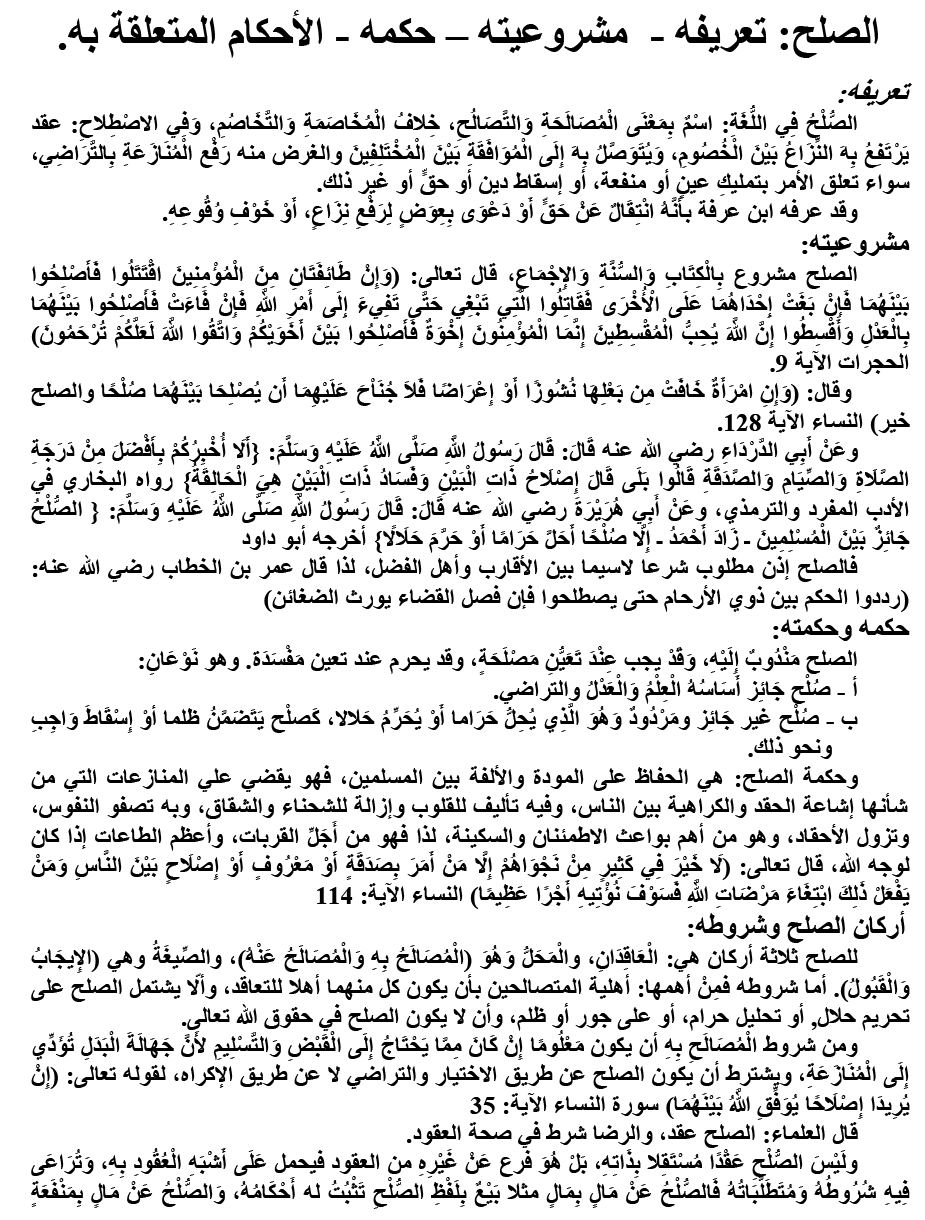 الصلح: تعريفه - مشروعيته – حكمه - الأحكام المتعلقة به.
تعريفه:
الصُّلْحُ فِي اللُّغَة: اسْمٌ بِمَعْنَى الْمُصَالَحَةِ وَالتَّصَالُحِ، خِلَافُ الْمُخَاصَمَةِ وَالتَّخَاصُمِ، وَفِي الاصْطِلَاحِ: عقد
يَرْتَفِعُ بِهِ النِّزَاعُ بَيْنَ الْخُصُومِ، وَيُتَوَصَّلُ بِهِ إِلَى الْمُوَافَقَةِ بَيْنَ الْمُخْتَلِفِينَ والغرض منه رَفْع الْمُنَازَعَةِ بِالتَّرَاضِي،
سواء تعلق الأمر بتمليك عينٍ أو منفعة، أو إسقاط دين أو حقٍّ أو غير ذلك.
وقد عرفه ابن عرفة بأَنَّهُ انْتِقَالٌ عَنْ حَقٍّ أَوْ دَعْوَى بِعِوَضٍ لِرَفْعِ نِزَاعٍ، أَوْ خَوْفِ وُقُوعِهِ.
مشروعيته:
الصلح مشروع بِالْكِتَابِ وَالسُّنَّةِ وَالإِجْمَاعِ، قال تعالى: (وَإِنْ طَائِفَتَانِ مِنَ الْمُؤْمِنِينَ اقْتَتَلُوا فَأَصْلِحُوا
بَيْنَهُمَا فَإِنْ بَغَتْ إِحْدَاهُمَا عَلَى الْأُخْرَى فَقَاتِلُوا الَّتِي تَبْغِي حَتَّى تَفِيءَ إِلَى أَمْرِ اللَّهِ فَإِنْ فَاءَتْ فَأَصْلِحُوا بَيْنَهُمَا
بِالْعَدْلِ وَأَقْسِطُوا إِنَّ اللَّهَ يُحِبُّ الْمُقْسِطِينَ إِنَّمَا الْمُؤْمِنُونَ إِخْوَةٌ فَأَصْلِحُوا بَيْنَ أَخَوَيْكُمْ وَاتَّقُوا اللَّهَ لَعَلَّكُمْ تُرْحَمُونَ)
الحجرات الآية 9.
وقال: (وَإِنِ امْرَأَةٌ خَافَتْ مِن بَعْلِهَا نُشُوزًا أَوْ إِعْرَاضًا فَلاَ جُنَاْحَ عَلَيْهِمَا أَن يُصْلِحَا بَيْنَهُمَا صُلْحًا والصلح
خير) النساء الآية 128.
وعَنْ أَبِي الدَّرْدَاءِ رضي الله عنه قَالَ: قَالَ رَسُولُ اللَّهِ صَلَّى اللَّهُ عَلَيْهِ وَسَلَّمَ: {أَلَا أُخْبِرُكُمْ بِأَفْضَلَ مِنْ دَرَجَةِ
الصَّلَاةِ وَالصِّيَامِ وَالصَّدَقَةِ قَالُوا بَلَى قَالَ إِصْلَاحُ ذَاتِ الْبَيْنِ وَفَسَادُ ذَاتِ الْبَيْنِ هِيَ الْحَالِقَةُ} رواه البخاري في
الأدب المفرد والترمذي، وعَنْ أَبِي هُرَيْرَةَ رضي الله عنه قَالَ: قَالَ رَسُولُ اللَّهِ صَلَّى اللَّهُ عَلَيْهِ وَسَلَّمَ: { الصُّلْحُ
جَائِزٌ بَيْنَ الْمُسْلِمِينَ ـ زَادَ أَحْمَدُ ـ إِلَّا صُلْحًا أَحَلَّ حَرَامًا أَوْ حَرَّمَ حَلَالًا} أخرجه أبو داود
فالصلح إذن مطلوب شرعا لاسيما بين الأقارب وأهل الفضل، لذا قال عمر بن الخطاب رضي الله عنه:
(رددوا الحكم بين ذوي الأرحام حتى يصطلحوا فإن فصل القضاء يورث الضغائن)
حكمه وحكمته:
الصلح مَنْدُوبٌ إِلَيْهِ، وَقَدْ يجب عِنْدَ تَعَيُّنِ مَصْلَحَةٍ، وقد يحرم عند تعين مَفْسَدَة. وهو نَوْعَانِ:
أ ـ صُلْح جَائِز أَسَاسُهُ الْعِلْمُ وَالْعَدْلُ والتراضي.
ب ـ صُلْح غير جَائِز ومَرْدُودٌ وَهُوَ الَّذِي يُحِلُّ حَرَاما أَوْ يُحَرِّمُ حَلالا، كَصلْح يَتَضَمَّنُ ظلما أوْ إِسْقَاطَ وَاجِبِ
ونحو ذلك.
وحكمة الصلح: هي الحفاظ على المودة والألفة بين المسلمين، فهو يقضي علي المنازعات التي من
شأنها إشاعة الحقد والكراهية بين الناس، وفيه تأليف للقلوب وإزالة للشحناء والشقاق، وبه تصفو النفوس،
وتزول الأحقاد، وهو من أهم بواعث الاطمئنان والسكينة، لذا فهو من أَجَلِّ القربات، وأعظم الطاعات إذا كان
لوجه الله، قال تعالى: (لَا خَيْرَ فِي كَثِيرٍ مِنْ نَجْوَاهُمْ إِلَّا مَنْ أَمَرَ بِصَدَقَةٍ أَوْ مَعْرُوفٍ أَوْ إِصْلَاحٍ بَيْنَ النَّاسِ وَمَنْ
يَفْعَلْ ذَلِكَ ابْتِغَاءَ مَرْضَاتِ اللَّهِ فَسَوْفَ نُؤْتِيهِ أَجْرًا عَظِيمًا) النساء الآية: 114
أركان الصلح وشروطه:
للصلح ثلاثة أركان هي: الْعَاقِدَانِ، والْمَحَلُّ وَهُوَ (الْمُصَالَحُ بِهِ وَالْمُصَالَحُ عَنْهُ)، والصِّيغَةُ وهي (الإِيجَابُ
وَالْقَبُولُ). أما شروطه فمِنْ أهمها: أهلية المتصالحين بأن يكون كل منهما أهلا للتعاقد، وألّا يشتمل الصلح على
تحريم حلال, أو تحليل حرام، أو على جور أو ظلم، وأن لا يكون الصلح في حقوق الله تعالى.
ومن شروط الْمُصَالَحِ بِهِ أن يكون مَعْلُومًا إِنْ كَانَ مِمَّا يَحْتَاجُ إِلَى الْقَبْضِ وَالتَّسْلِيمِ لأَنَّ جَهَالَةَ الْبَدَلِ تُؤَدِّي
إِلَى الْمُنَازَعَةِ، ويشترط أن يكون الصلح عن طريق الاختيار والتراضي لا عن طريق الإكراه، لقوله تعالى: (إِنْ
يُرِيدَا إِصْلَاحًا يُوَفِّقِ اللَّهُ بَيْنَهُمَا) سورة النساء الآية: 35
قال العلماء: الصلح عقد، والرضا شرط في صحة العقود.
ولَيْسَ الصُّلْحِ عَقْدًا مُسْتَقِلا بِذَاتِهِ، بَلْ هُوَ فَرع عَنْ غَيْرِهِ من العقود فيحمل عَلَى أَشْبَهِ الْعُقُودِ بِهِ، وَتُرَاعَى
فِيهِ شُرُوطُهُ وَمُتَطَلَّبَاتُهُ فَالصُّلْحُ عَنْ مَالٍ بِمَالٍ مثلا بَيْعٌ بِلَفْظِ الصُّلْحِ تَثْبُتُ له أَحْكَامُهُ، وَالصُّلْحُ عَنْ مَالٍ بِمَنْفَعَةٍ